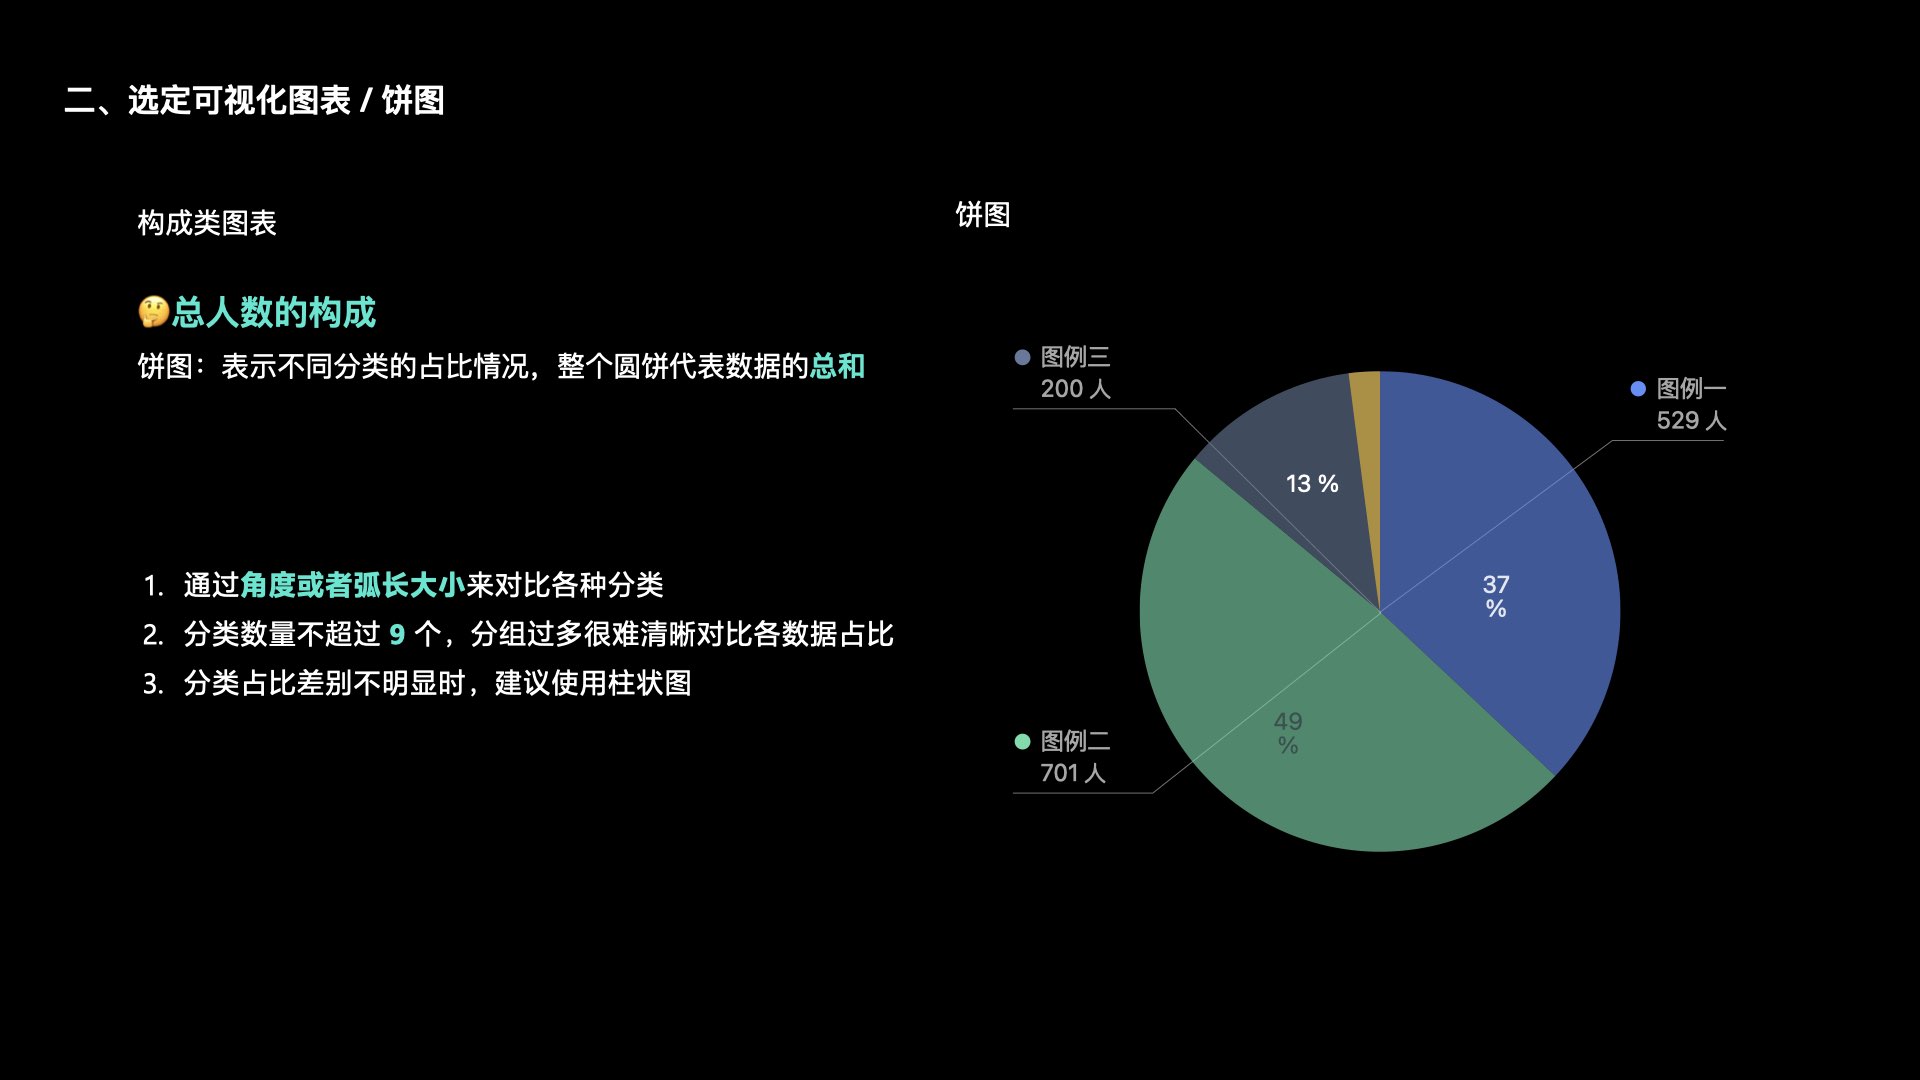 二、选定可视化图表 / 饼图
构成类图表
🤔总人数的构成
饼图：表示不同分类的占比情况，整个圆饼代表数据的总和
1. 通过角度或者弧长大小来对比各种分类
2. 分类数量不超过 9 个，分组过多很难清晰对比各数据占比
3. 分类占比差别不明显时，建议使用柱状图
饼图
图例三
200 人
图例一
529 人
13 %
37
%
49
%
图例二
701 人